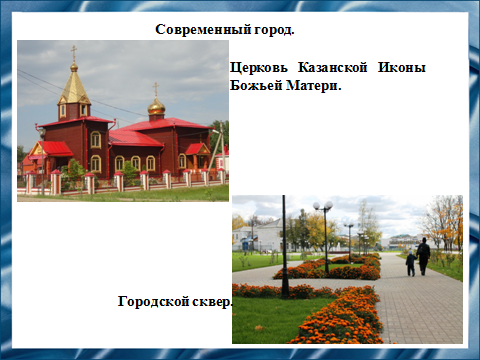 Современный город.
Церковь Казанской Иконы
Божьей Матери.
Городской сквер.